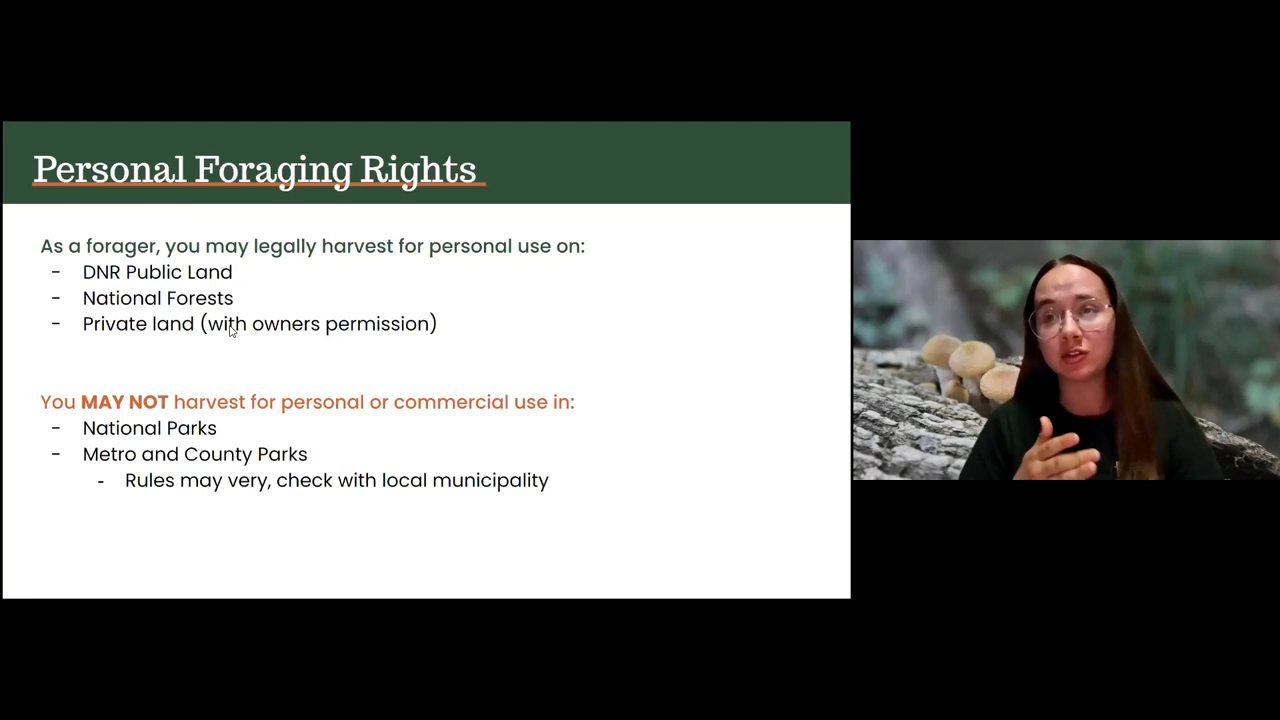 Personal Foraging Rights
As a forager, you may legally harvest for personal use on:
- DNR Public Land
- National Forests
- Private land (with owners permission)
You MAY NOT harvest for personal or commercial use in:
- National Parks
- Metro and County Parks
- Rules may very, check with local municipality